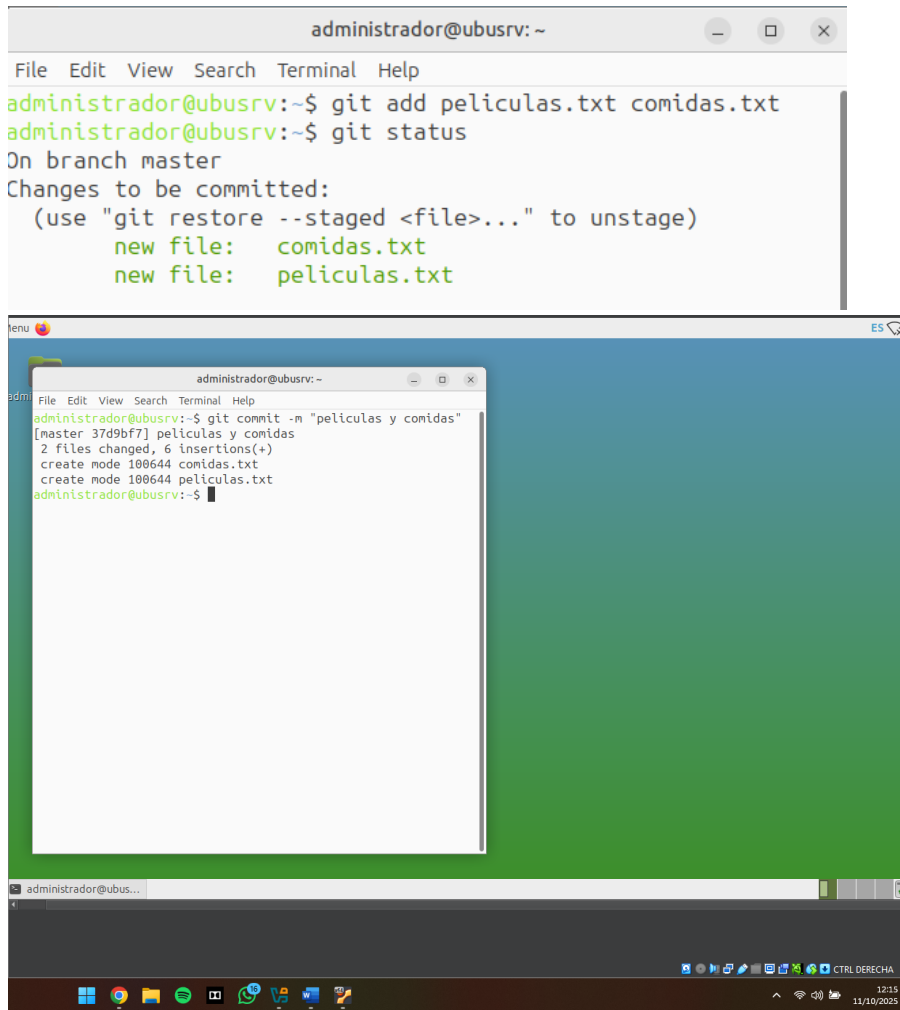 administrador@ubusrv: ~
File Edit View Search Terminal Help
administrador@ubusrv:~$ git add peliculas.txt comidas.txt
administrador@ubusrv:~$ git status
On branch master
Changes to be committed:
(use "git restore --staged <file>..." to unstage)
new file: comidas.txt
new file: peliculas.txt
ES
administrador@ubusrv: ~
File Edit View Search Terminal Help
administrador@ubusrv:~$ git commit -m "peliculas y comidas"
[master 37d9bf7] peliculas y comidas
2 files changed, 6 insertions(+)
create mode 100644 comidas.txt
create mode 100644 peliculas.txt
administrador@ubusrv:~$
administrador@ubus...
CTRL DERECHA
16
12:15
11/10/2025